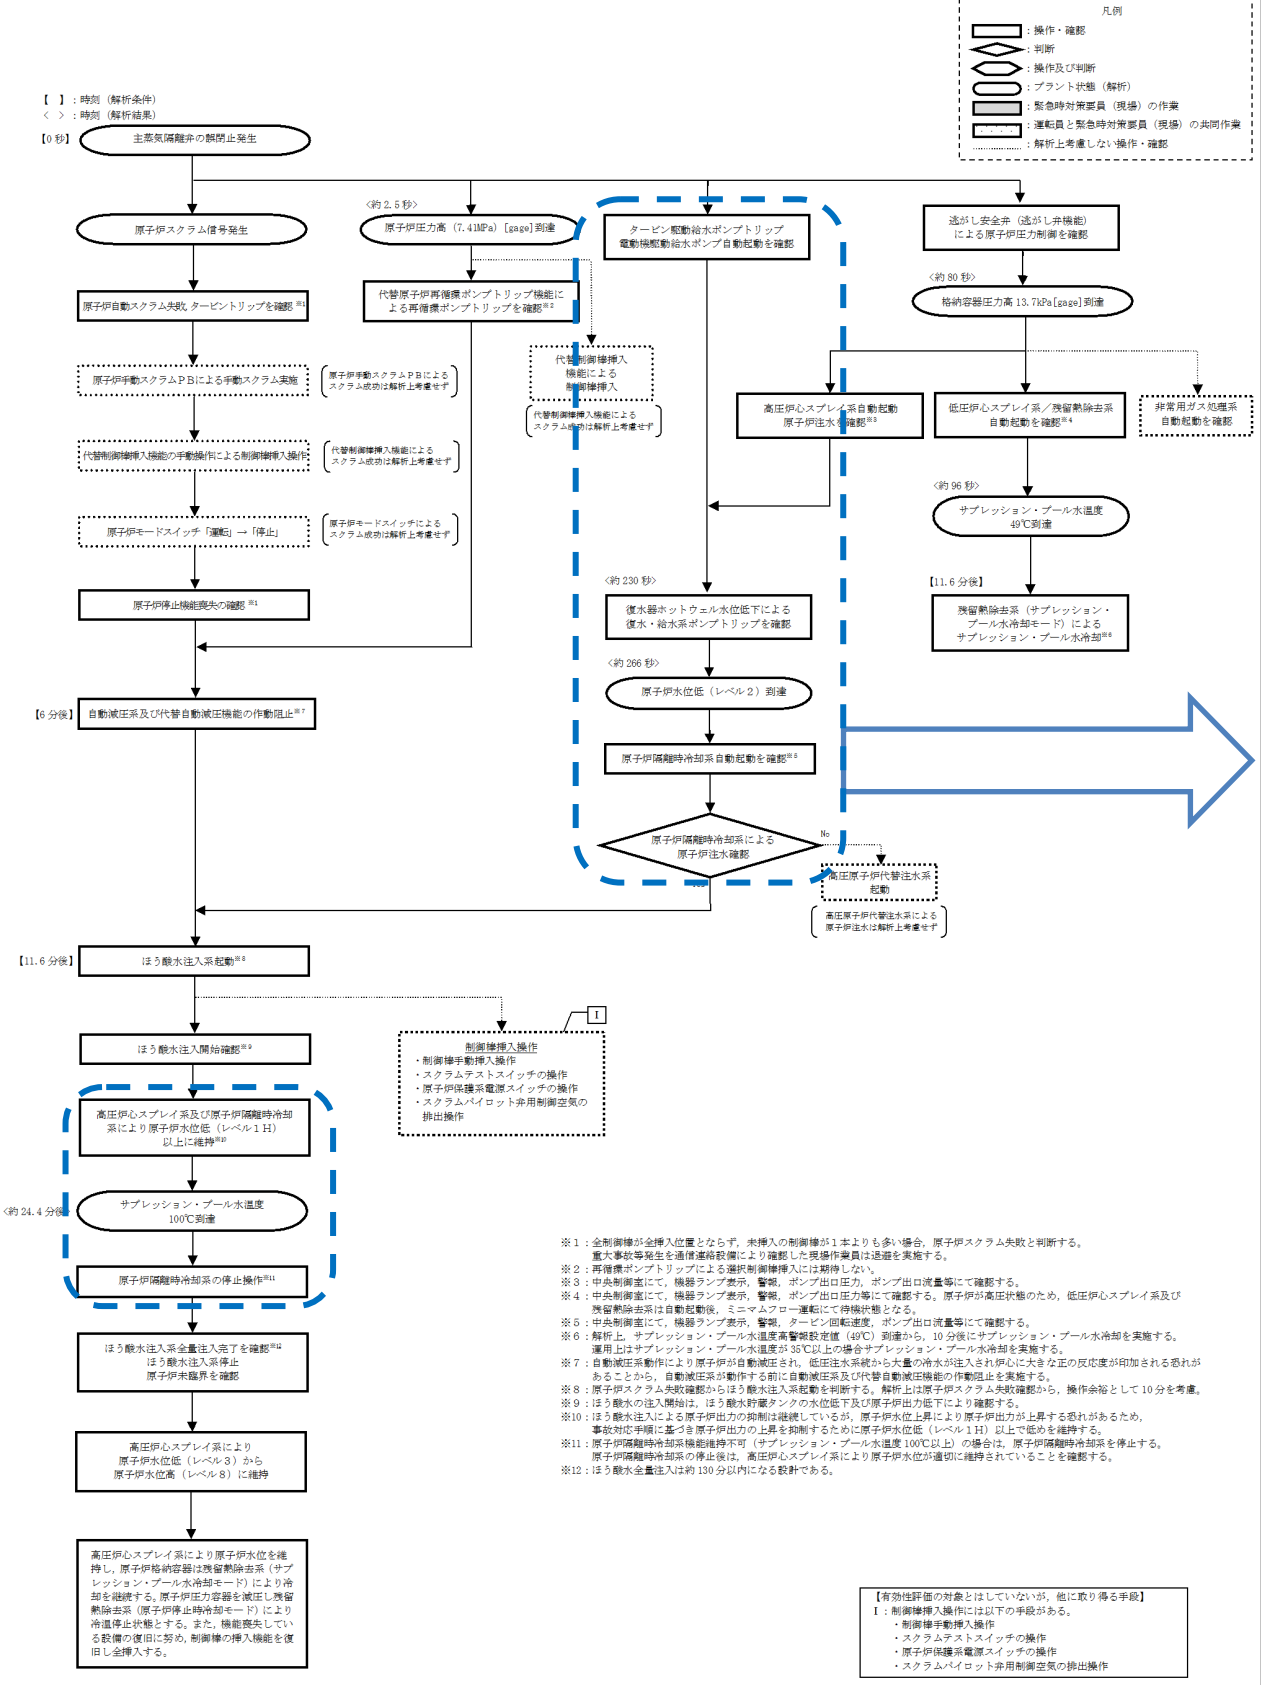 凡例
：操作・確認
：判断
：操作及び判断
：プラント状態（解析）
：緊急時対策要員（現場）の作業
：運転員と緊急時対策要員（現場）の共同作業
：解析上考慮しない操作・確認
【　】：時刻（解析条件）
＜　＞：時刻（解析結果）
【0 秒】
主蒸気隔離弁の誤閉止発生
原子炉スクラム信号発生
原子炉自動スクラム失敗,タービントリップを確認 ※1
原子炉手動スクラムＰＢによる手動スクラム実施
原子炉手動スクラムＰＢによる
スクラム成功は解析上考慮せず
代替制御棒挿入機能の手動操作による制御棒挿入操作
代替制御棒挿入機能による
スクラム成功は解析上考慮せず
原子炉モードスイッチ「運転」→「停止」
原子炉モードスイッチによる
スクラム成功は解析上考慮せず
原子炉停止機能喪失の確認 ※1
<約 2.5 秒>
原子炉圧力高（7.41MPa）[gage]到達
代替原子炉再循環ポンプトリップ機能に
よる再循環ポンプトリップを確認※2
代替制御棒挿入
機能による
制御棒挿入
代替制御棒挿入機能による
スクラム成功は解析上考慮せず
タービン駆動給水ポンプトリップ
電動機駆動給水ポンプ自動起動を確認
逃がし安全弁（逃がし弁機能）
による原子炉圧力制御を確認
<約 80 秒>
格納容器圧力高 13.7kPa[gage]到達
高圧炉心スプレイ系自動起動
原子炉注水を確認※3
低圧炉心スプレイ系／残留熱除去系
自動起動を確認※4
非常用ガス処理系
自動起動を確認
<約 96 秒>
サプレッション・プール水温度
49℃到達
【11.6 分後】
残留熱除去系（サプレッション・
プール水冷却モード）による
サプレッション・プール水冷却※6
<約 230 秒>
復水器ホットウェル水位低下による
復水・給水系ポンプトリップを確認
<約 266 秒>
原子炉水位低（レベル２）到達
原子炉隔離時冷却系自動起動を確認※5
原子炉隔離時冷却系による
原子炉注水確認
No
高圧原子炉代替注水系
起動
高圧原子炉代替注水系による
原子炉注水は解析上考慮せず
【6 分後】
自動減圧系及び代替自動減圧機能の作動阻止※7
【11.6 分後】
ほう酸水注入系起動※8
ほう酸水注入開始確認※9
Ⅰ
制御棒挿入操作
・制御棒手動挿入操作
・スクラムテストスイッチの操作
・原子炉保護系電源スイッチの操作
・スクラムパイロット弁用制御空気の
排出操作
高圧炉心スプレイ系及び原子炉隔離時冷却
系により原子炉水位低（レベル１Ｈ）
以上に維持※10
<約 24.4 分後>
サプレッション・プール水温度
100℃到達
原子炉隔離時冷却系の停止操作※11
ほう酸水注入系全量注入完了を確認※12
ほう酸水注入系停止
原子炉未臨界を確認
高圧炉心スプレイ系により
原子炉水位低（レベル３）から
原子炉水位高（レベル８）に維持
高圧炉心スプレイ系により原子炉水位を維
持し，原子炉格納容器は残留熱除去系（サプ
レッション・プール水冷却モード）により冷
却を継続する。原子炉圧力容器を減圧し残留
熱除去系（原子炉停止時冷却モード）により
冷温停止状態とする。また，機能喪失してい
る設備の復旧に努め，制御棒の挿入機能を復
旧し全挿入する。
※１：全制御棒が全挿入位置とならず，未挿入の制御棒が１本よりも多い場合，原子炉スクラム失敗と判断する。
重大事故等発生を通信連絡設備により確認した現場作業員は退避を実施する。
※２：再循環ポンプトリップによる選択制御棒挿入には期待しない。
※３：中央制御室にて，機器ランプ表示，警報，ポンプ出口圧力，ポンプ出口流量等にて確認する。
※４：中央制御室にて，機器ランプ表示，警報，ポンプ出口圧力等にて確認する。原子炉が高圧状態のため，低圧炉心スプレイ系及び
残留熱除去系は自動起動後，ミニマムフロー運転にて待機状態となる。
※５：中央制御室にて，機器ランプ表示，警報，タービン回転速度，ポンプ出口流量等にて確認する。
※６：解析上，サプレッション・プール水温度高警報設定値（49℃）到達から，10 分後にサプレッション・プール水冷却を実施する。
運用上はサプレッション・プール水温度が 35℃以上の場合サプレッション・プール水冷却を実施する。
※７：自動減圧系動作により原子炉が自動減圧され，低圧注水系統から大量の冷水が注入され炉心に大きな正の反応度が印加される恐れが
あることから，自動減圧系が動作する前に自動減圧系及び代替自動減圧機能の作動阻止を実施する。
※８：原子炉スクラム失敗確認からほう酸水注入系起動を判断する。解析上は原子炉スクラム失敗確認から，操作余裕として 10 分を考慮。
※９：ほう酸水の注入開始は，ほう酸水貯蔵タンクの水位低下及び原子炉出力低下により確認する。
※10：ほう酸水注入による原子炉出力の抑制は継続しているが，原子炉水位上昇により原子炉出力が上昇する恐れがあるため，
事故対応手順に基づき原子炉出力の上昇を抑制するために原子炉水位低（レベル１Ｈ）以上で低めを維持する。
※11：原子炉隔離時冷却系機能維持不可（サプレッション・プール水温度 100℃以上）の場合は，原子炉隔離時冷却系を停止する。
原子炉隔離時冷却系の停止後は，高圧炉心スプレイ系により原子炉水位が適切に維持されていることを確認する。
※12：ほう酸水全量注入は約 130 分以内になる設計である。
【有効性評価の対象とはしていないが，他に取り得る手段】
Ⅰ：制御棒挿入操作には以下の手段がある。
・制御棒手動挿入操作
・スクラムテストスイッチの操作
・原子炉保護系電源スイッチの操作
・スクラムパイロット弁用制御空気の排出操作